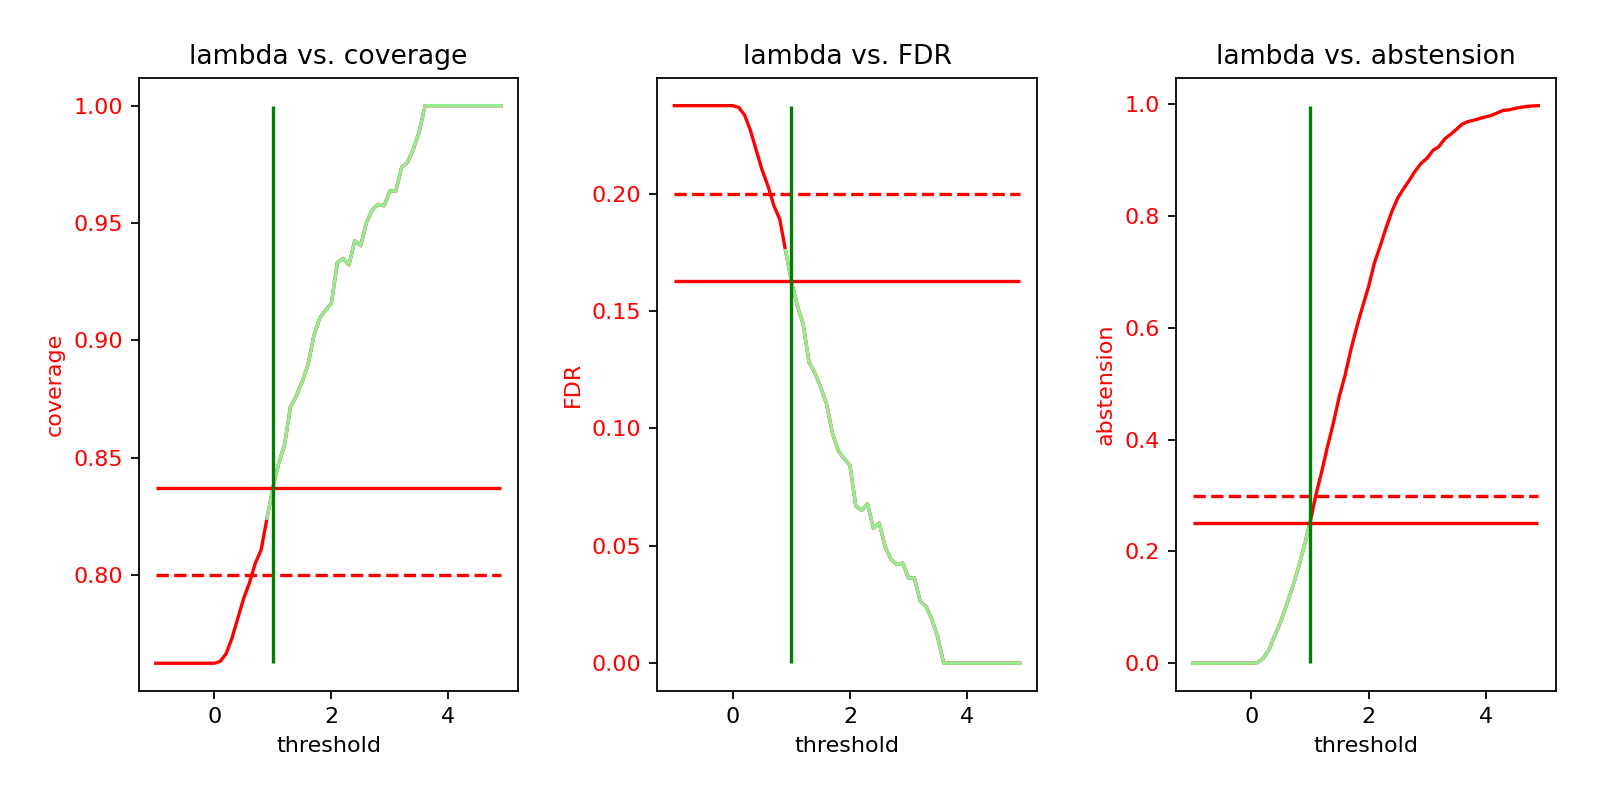 lambda vs. coverage
coverage
1.00
0.95
0.90
0.85
0.80
0 2 4
threshold
lambda vs. FDR
FDR
0.20
0.15
0.10
0.05
0.00
0 2 4
threshold
lambda vs. abstension
abstension
1.0
0.8
0.6
0.4
0.2
0.0
0 2 4
threshold